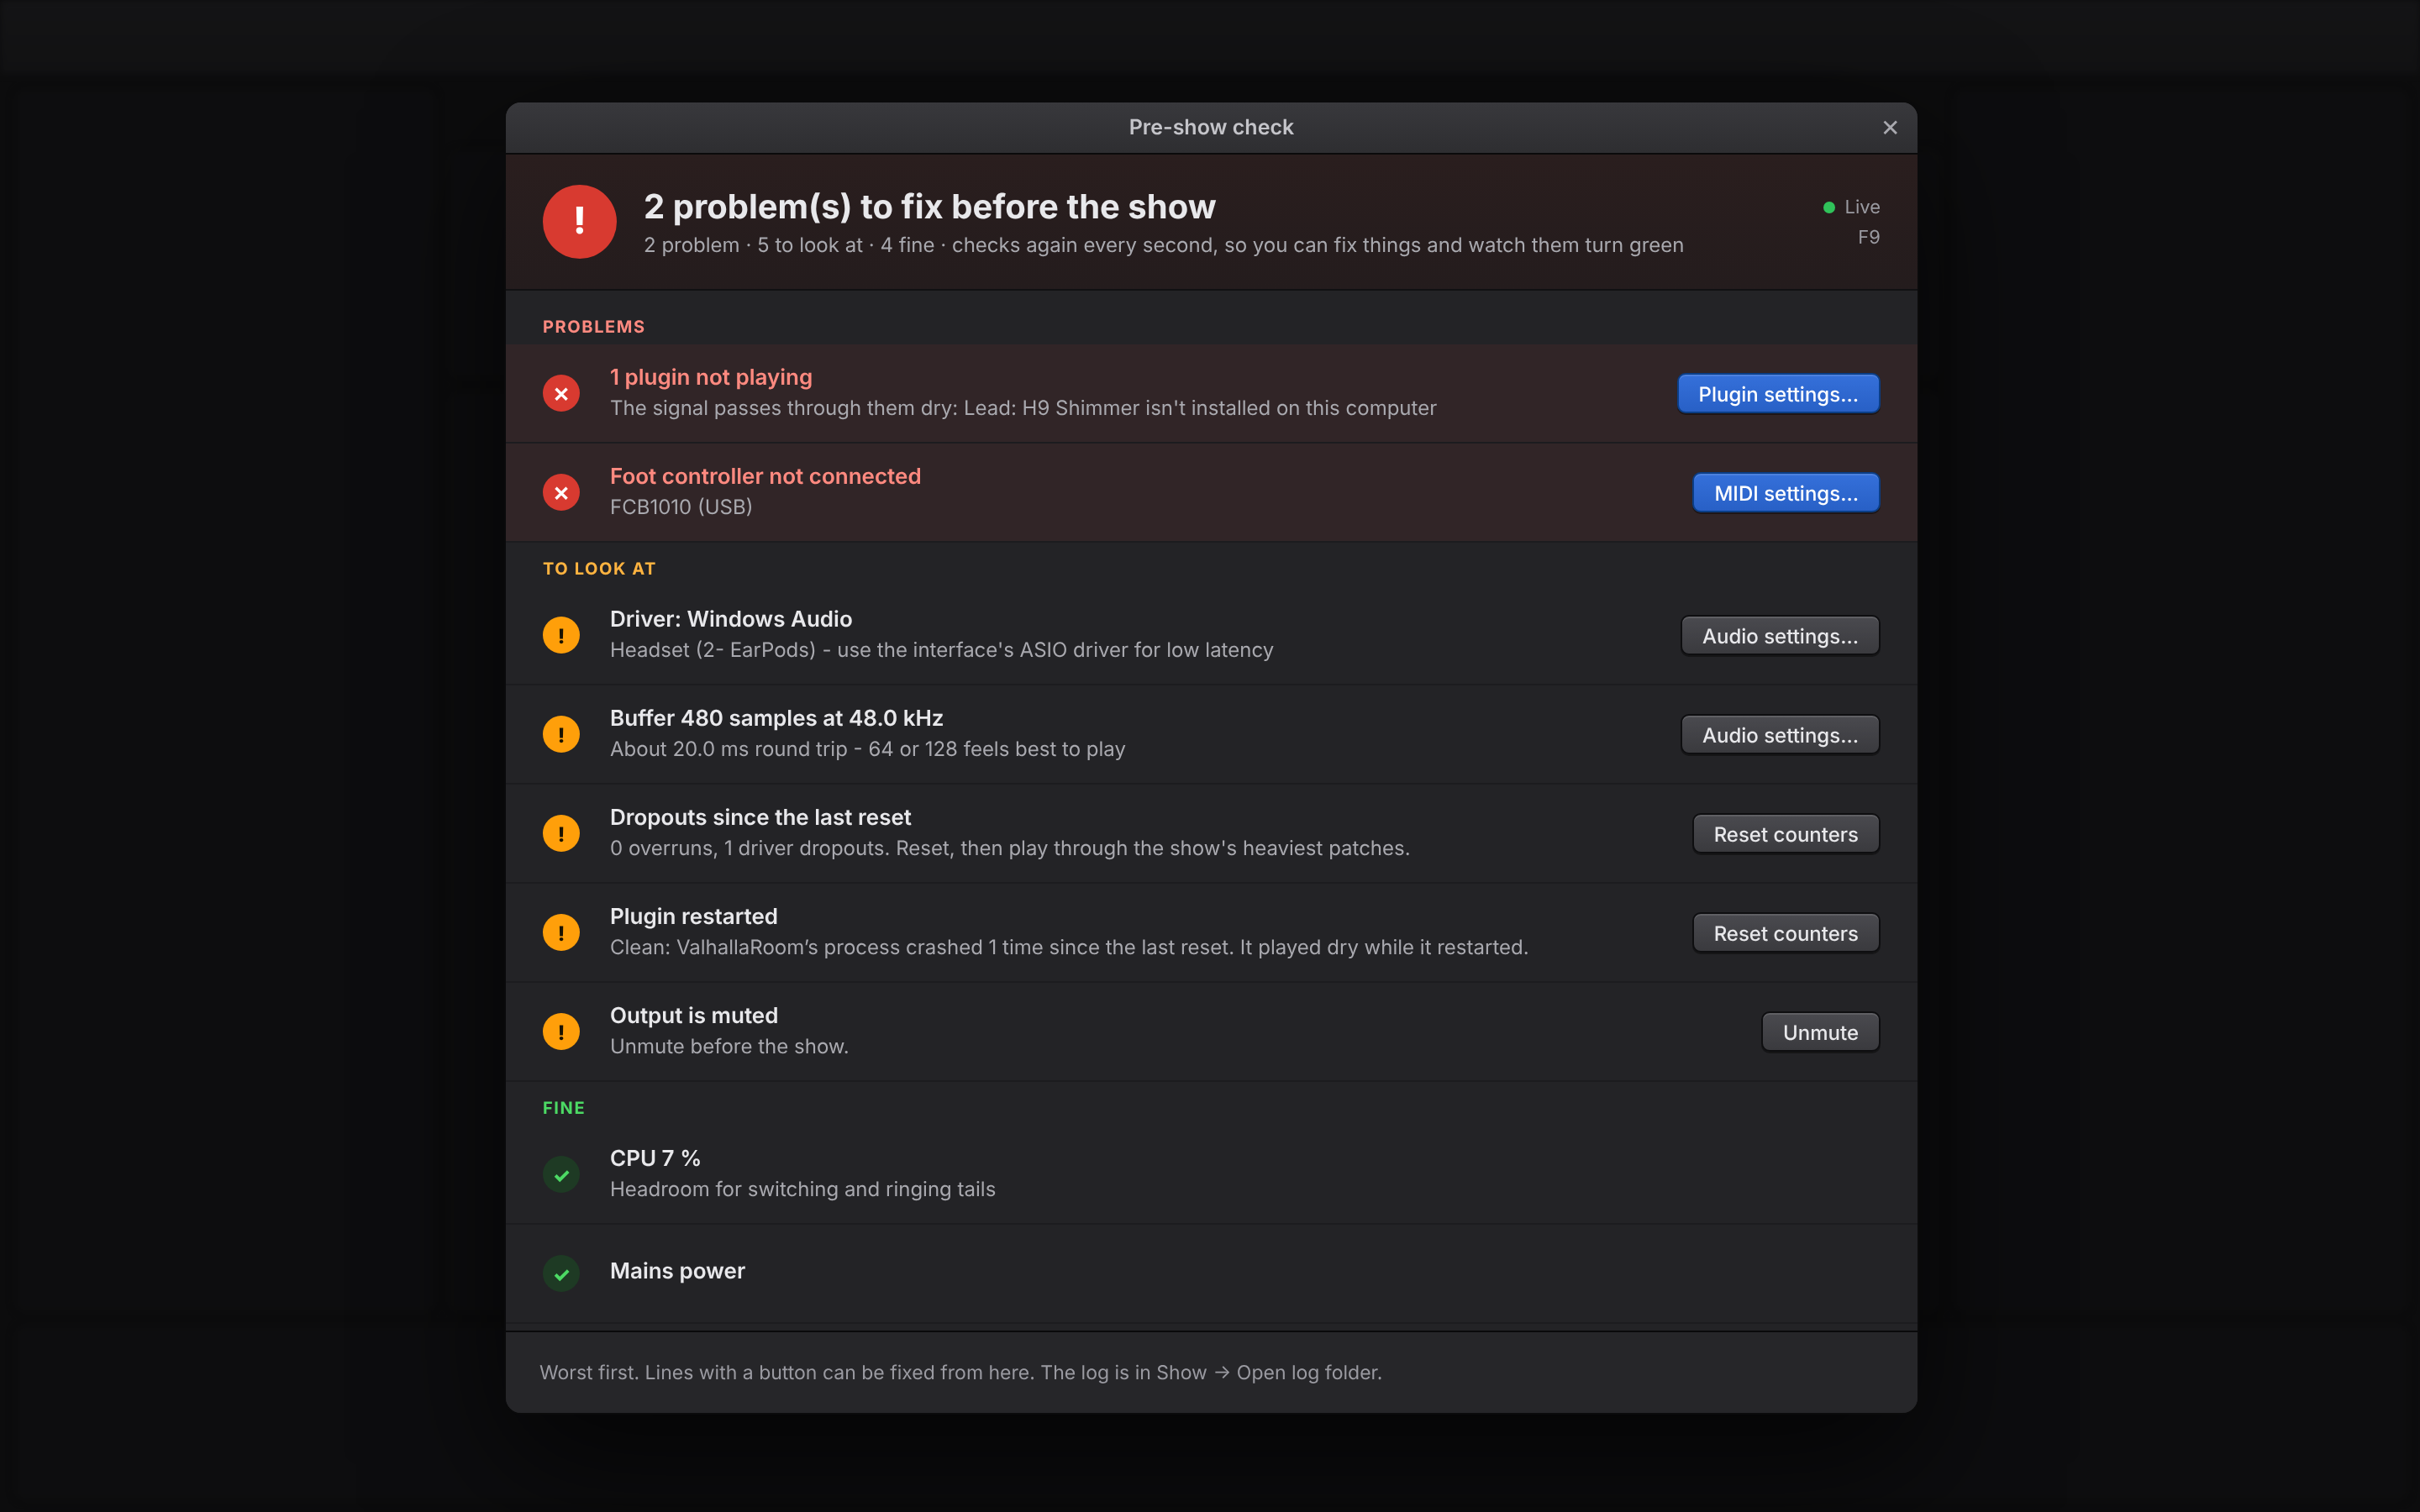 Pre-show check
2 problem(s) to fix before the show
2 problem · 5 to look at · 4 fine · checks again every second, so you can fix things and watch them turn green
Live
F9
PROBLEMS
1 plugin not playing
The signal passes through them dry: Lead: H9 Shimmer isn't installed on this computer
Plugin settings...
Foot controller not connected
FCB1010 (USB)
MIDI settings...
TO LOOK AT
Driver: Windows Audio
Headset (2- EarPods) - use the interface's ASIO driver for low latency
Audio settings...
Buffer 480 samples at 48.0 kHz
About 20.0 ms round trip - 64 or 128 feels best to play
Audio settings...
Dropouts since the last reset
0 overruns, 1 driver dropouts. Reset, then play through the show's heaviest patches.
Reset counters
Plugin restarted
Clean: ValhallaRoom’s process crashed 1 time since the last reset. It played dry while it restarted.
Reset counters
Output is muted
Unmute before the show.
Unmute
FINE
CPU 7 %
Headroom for switching and ringing tails
Mains power
Worst first. Lines with a button can be fixed from here. The log is in Show → Open log folder.